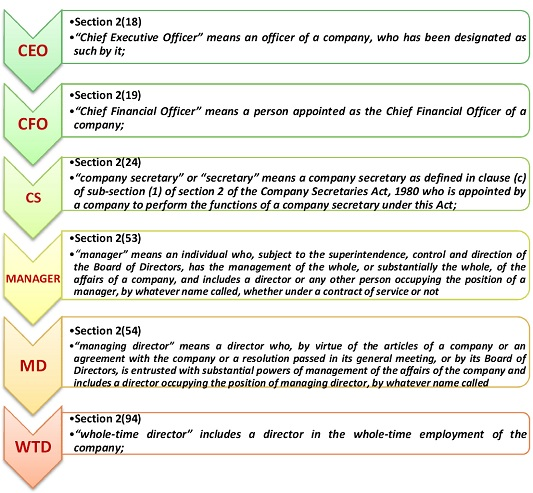 CEO
•Section 2(18)
•“Chief Executive Officer” means an officer of a company, who has been designated as
such by it;
CFO
•Section 2(19)
•“Chief Financial Officer” means a person appointed as the Chief Financial Officer of a
company;
CS
•Section 2(24)
•“company secretary” or “secretary” means a company secretary as defined in clause (c)
of sub-section (1) of section 2 of the Company Secretaries Act, 1980 who is appointed by
a company to perform the functions of a company secretary under this Act;
MANAGER
•Section 2(53)
•“manager” means an individual who, subject to the superintendence, control and direction of
the Board of Directors, has the management of the whole, or substantially the whole, of the
affairs of a company, and includes a director or any other person occupying the position of a
manager, by whatever name called, whether under a contract of service or not
MD
•Section 2(54)
•“managing director” means a director who, by virtue of the articles of a company or an
agreement with the company or a resolution passed in its general meeting, or by its Board of
Directors, is entrusted with substantial powers of management of the affairs of the company and
includes a director occupying the position of managing director, by whatever name called
WTD
•Section 2(94)
•“whole-time director” includes a director in the whole-time employment of the
company;